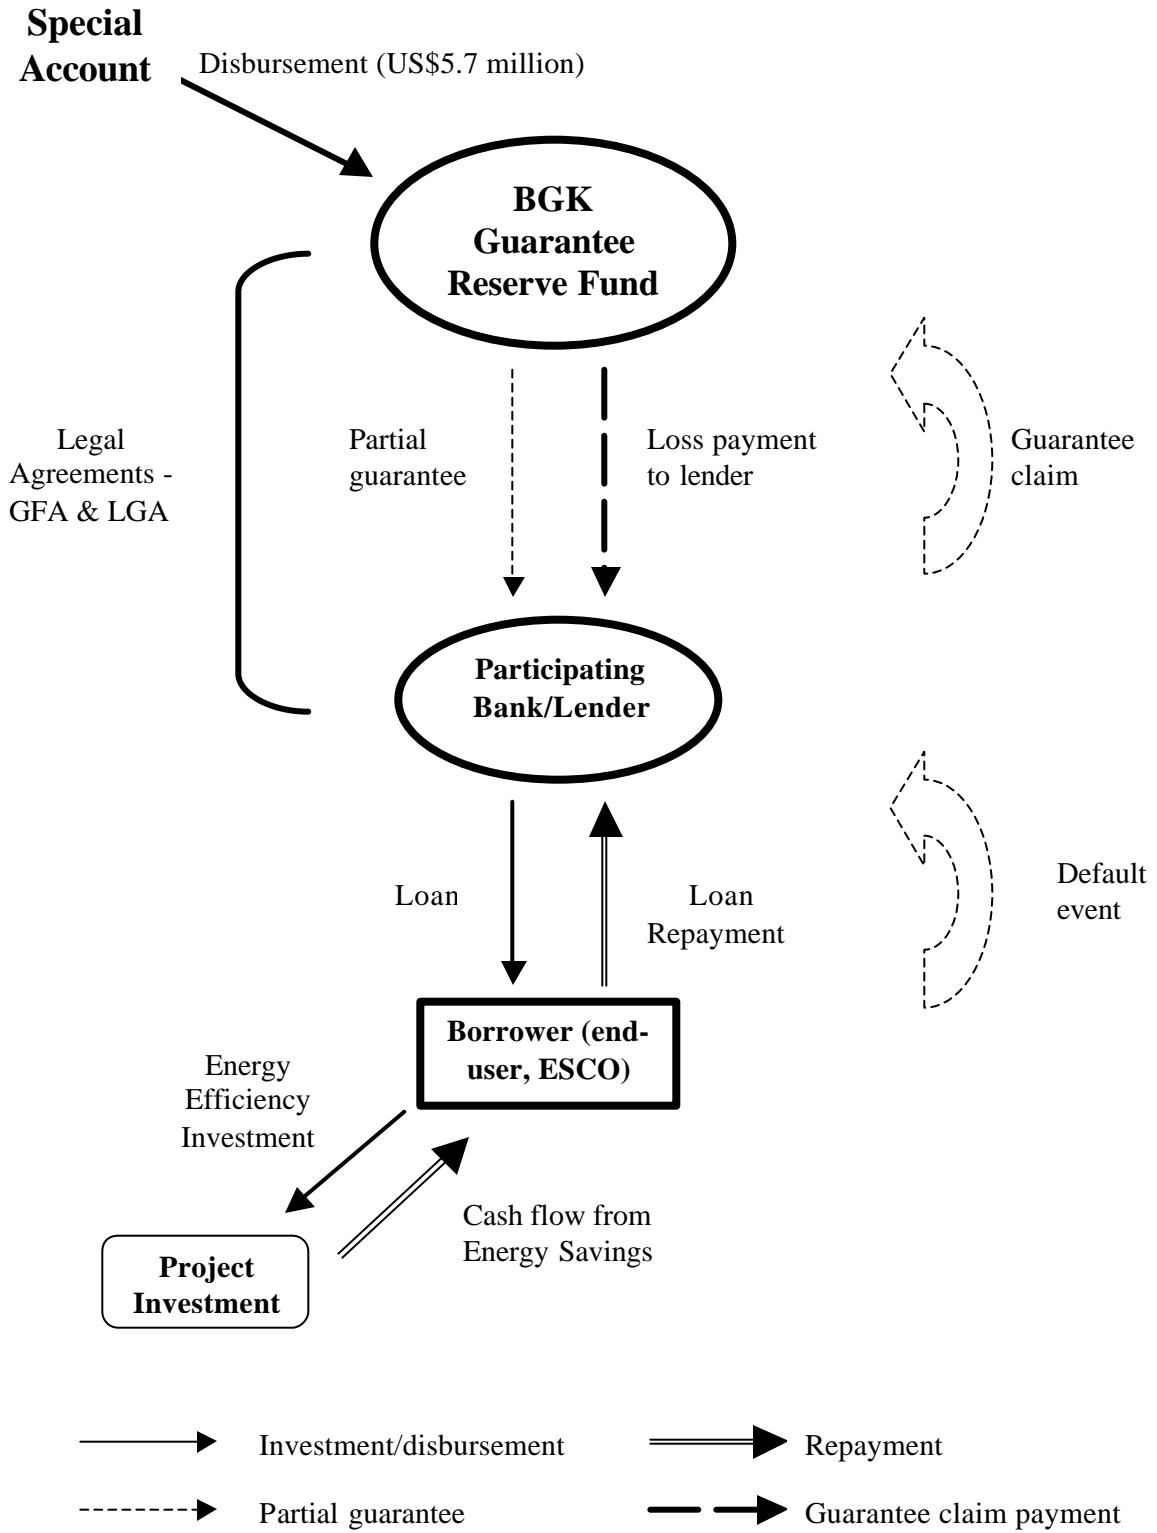 Special
Account
Disbursement (US$5.7 million)
BGK
Guarantee
Reserve Fund
Legal
Agreements -
GFA & LGA
Partial
guarantee
Loss payment
to lender
Guarantee
claim
Participating
Bank/Lender
Loan
Loan
Repayment
Default
event
Borrower (end-
user, ESCO)
Energy
Efficiency
Investment
Cash flow from
Energy Savings
Project
Investment
Investment/disbursement
Repayment
Partial guarantee
Guarantee claim payment